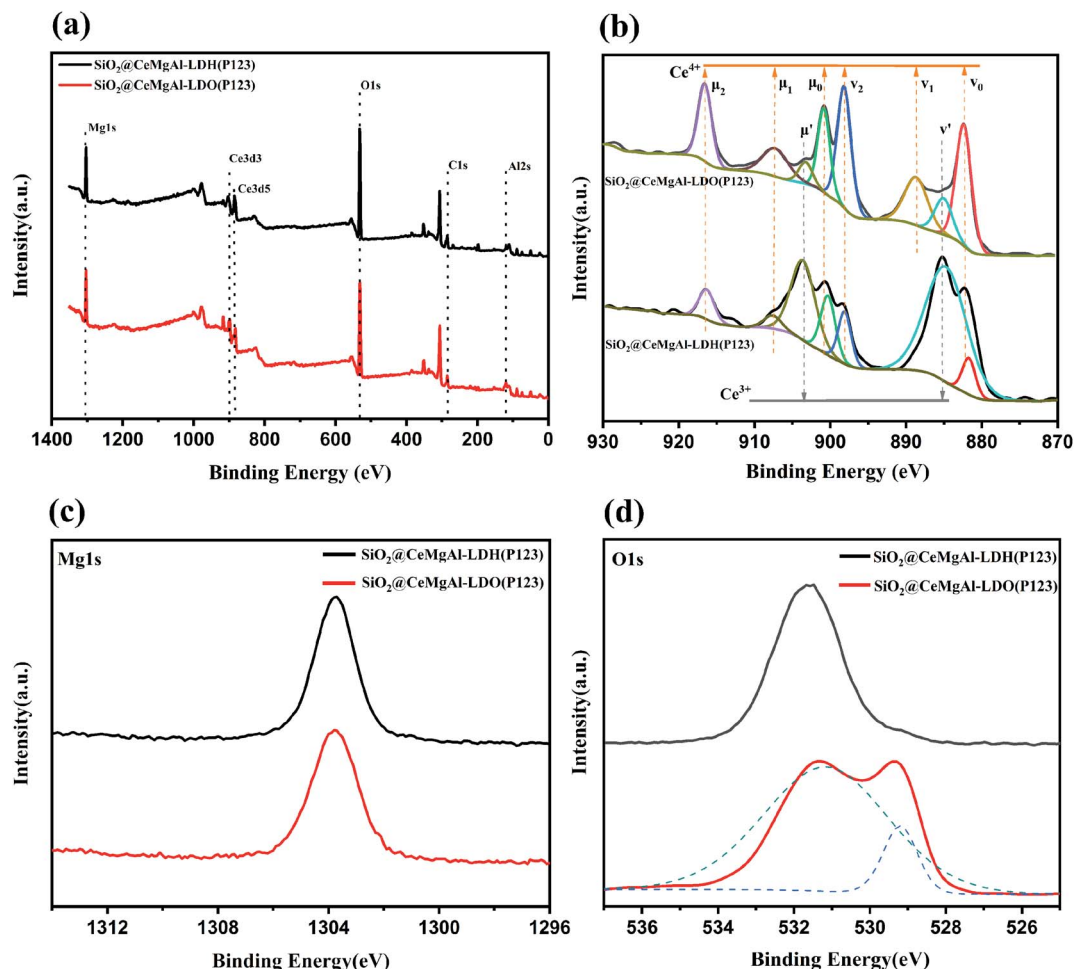 (a)
SiO₂@CeMgAl-LDH(P123)
SiO₂@CeMgAl-LDO(P123)
O1s
Mg1s
C1s
Al2s
Ce3d3
Ce3d5
Intensity(a.u.)
1400 1200 1000 800 600 400 200 0
Binding Energy (eV)
(b)
Ce⁴⁺
μ₂ μ₁ μ₀ v₂ v₁ v₀
μ' v'
SiO₂@CeMgAl-LDO(P123)
SiO₂@CeMgAl-LDH(P123)
Ce³⁺
Intensity(a.u.)
930 920 910 900 890 880 870
Binding Energy (eV)
(c)
Mg1s
SiO₂@CeMgAl-LDH(P123)
SiO₂@CeMgAl-LDO(P123)
Intensity(a.u.)
1312 1308 1304 1300 1296
Binding Energy(eV)
(d)
O1s
SiO₂@CeMgAl-LDH(P123)
SiO₂@CeMgAl-LDO(P123)
Intensity(a.u.)
536 534 532 530 528 526
Binding Energy(eV)